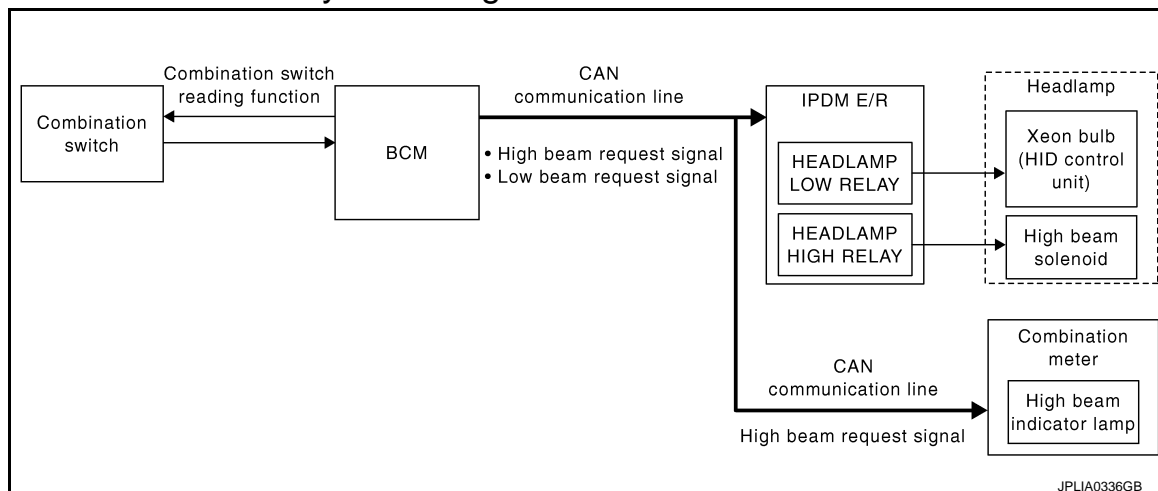 Combination switch
reading function
Combination
switch
BCM
CAN
communication line
• High beam request signal
• Low beam request signal
IPDM E/R
HEADLAMP
LOW RELAY
HEADLAMP
HIGH RELAY
Headlamp
Xeon bulb
(HID control
unit)
High beam
solenoid
CAN
communication line
High beam request signal
Combination
meter
High beam
indicator lamp
JPLIA0336GB